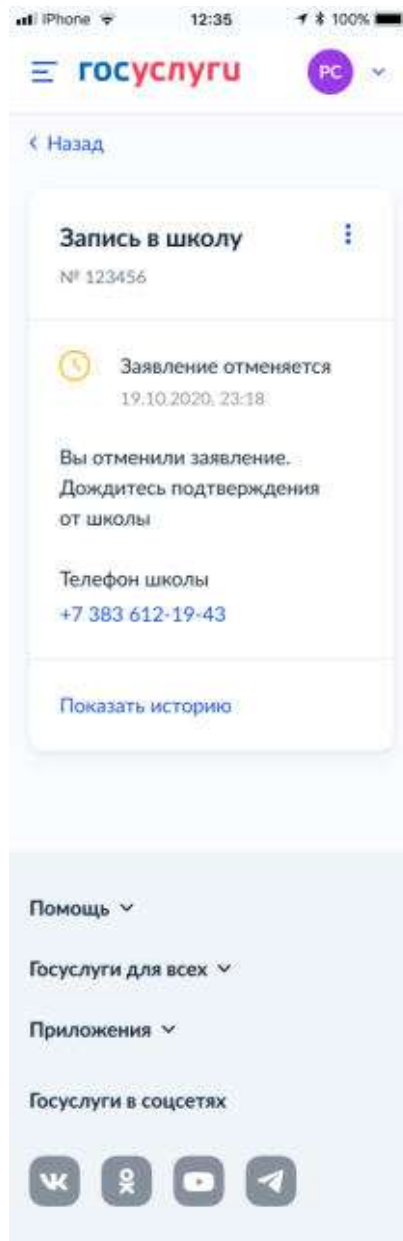 iPhone 12:35 100%
госуслуги РС
Назад
Запись в школу
№ 123456
Заявление отменяется
19.10.2020, 23:18
Вы отменили заявление.
Дождитесь подтверждения
от школы
Телефон школы
+7 383 612-19-43
Показать историю
Помощь
Госуслуги для всех
Приложения
Госуслуги в соцсетях